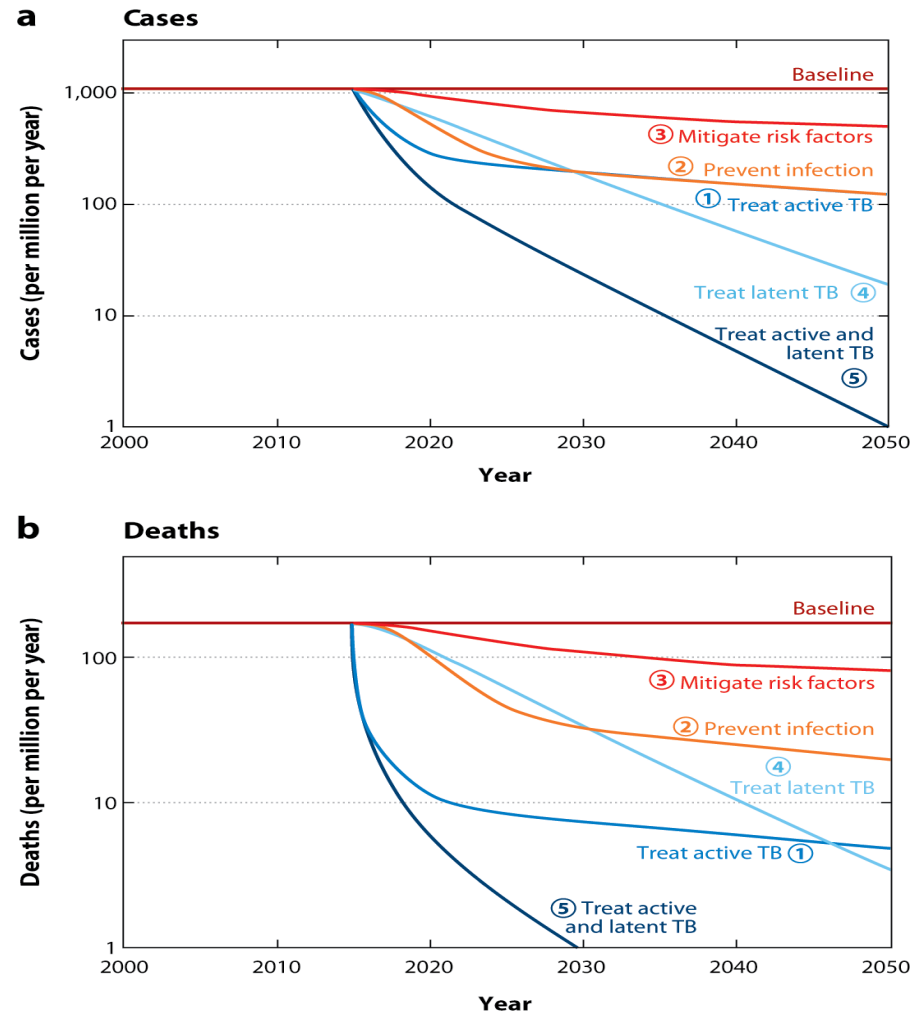 a Cases
Cases (per million per year)
1,000
100
10
1
Baseline
③ Mitigate risk factors
② Prevent infection
① Treat active TB
Treat latent TB ④
Treat active and
latent TB
⑤
2000 2010 2020 2030 2040 2050
Year
b Deaths
Deaths (per million per year)
100
10
1
Baseline
③ Mitigate risk factors
② Prevent infection
④
Treat latent TB
Treat active TB ①
⑤ Treat active
and latent TB
2000 2010 2020 2030 2040 2050
Year